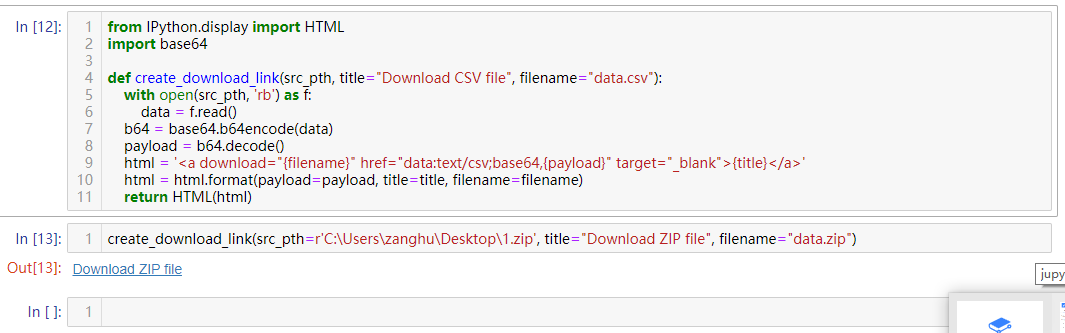 In [12]:
1 from IPython.display import HTML
2 import base64
3
4 def create_download_link(src_pth, title="Download CSV file", filename="data.csv"):
5     with open(src_pth, 'rb') as f:
6         data = f.read()
7     b64 = base64.b64encode(data)
8     payload = b64.decode()
9     html = '<a download="{filename}" href="data:text/csv;base64,{payload}" target="_blank">{title}</a>'
10     html = html.format(payload=payload, title=title, filename=filename)
11     return HTML(html)
In [13]:
1 create_download_link(src_pth=r'C:\Users\zanghu\Desktop\1.zip', title="Download ZIP file", filename="data.zip")
Out[13]: Download ZIP file
jupy
In [ ]:
1